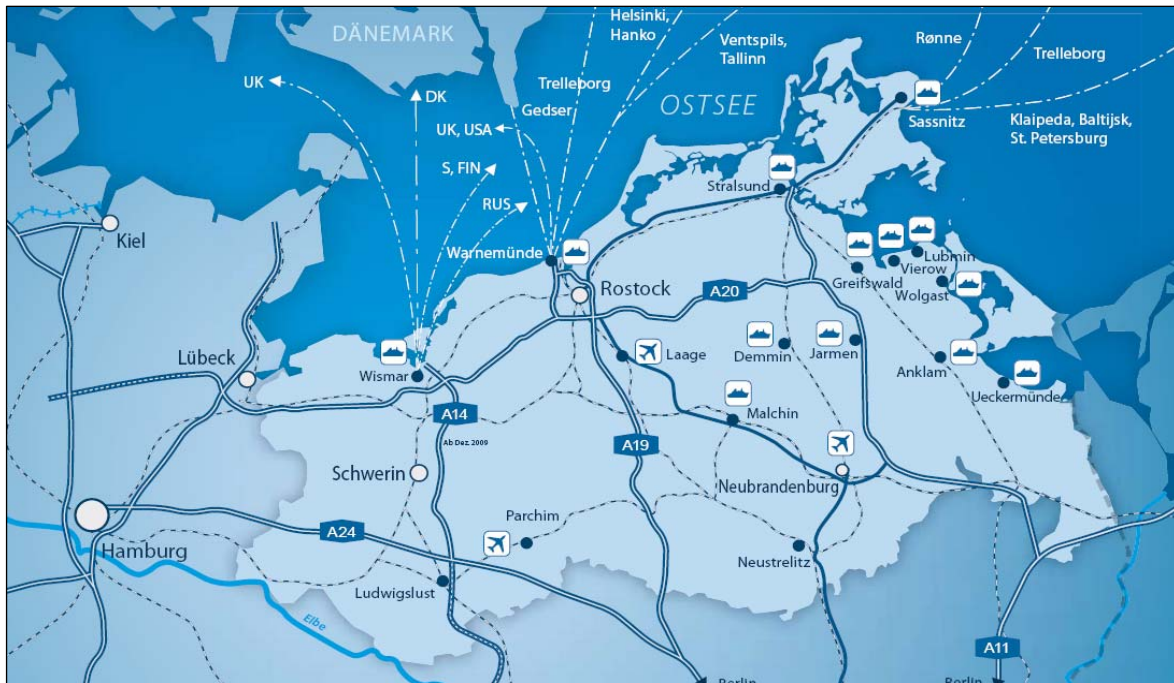 Helsinki,
Hanko
DÄNEMARK
Ventspils,
Tallinn
Rønne
Trelleborg
UK
DK
Trelleborg
Gedser
OSTSEE
UK, USA
Sassnitz
Klaipeda, Baltijsk,
St. Petersburg
S, FIN
Stralsund
RUS
Kiel
Warnemünde
Lubmin
Vierow
Greifswald
Wolgast
Rostock
A20
Lübeck
Wismar
Laage
Demmin
Jarmen
Anklam
Ueckermünde
A14
Ab Dez. 2009
Malchin
A19
Schwerin
Neubrandenburg
Parchim
A24
Hamburg
Neustrelitz
Ludwigslust
Elbe
A11
Berlin
Berlin